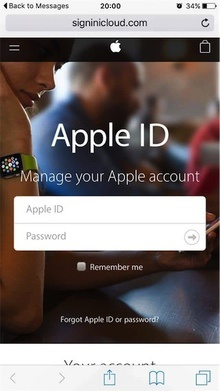 Back to Messages 20:00 34%
signinicloud.com
Apple ID
Manage your Apple account
Apple ID
Password
Remember me
Forgot Apple ID or password?
Your account